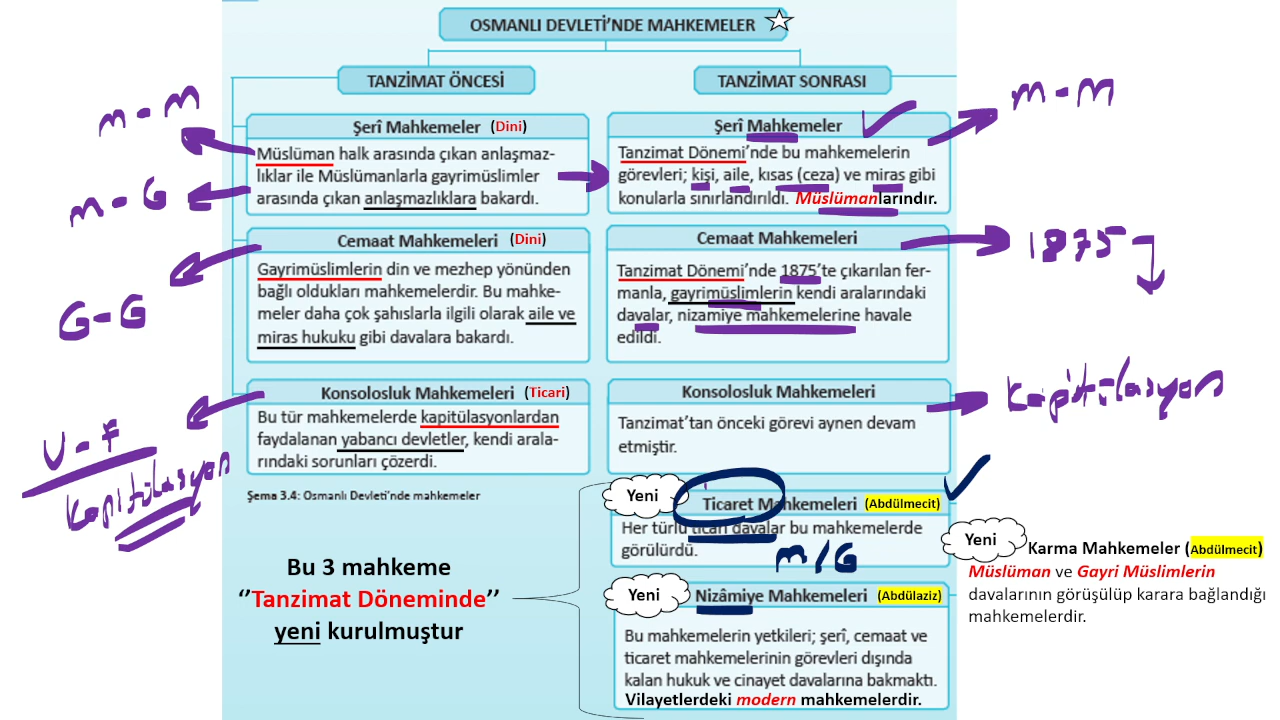 OSMANLI DEVLETİ’NDE MAHKEMELER
TANZİMAT ÖNCESİ
Şerî Mahkemeler (Dini)
Müslüman halk arasında çıkan anlaşmaz-
lıklar ile Müslümanlarla gayrimüslimler
arasında çıkan anlaşmazlıklara bakardı.
m - m
m - G
Cemaat Mahkemeleri (Dini)
Gayrimüslimlerin din ve mezhep yönünden
bağlı oldukları mahkemelerdir. Bu mahke-
meler daha çok şahıslarla ilgili olarak aile ve
miras hukuku gibi davalara bakardı.
G-G
Konsolosluk Mahkemeleri (Ticari)
Bu tür mahkemelerde kapitülasyonlardan
faydalanan yabancı devletler, kendi arala-
rındaki sorunları çözerdi.
U - F
Kapitülasyon
Şema 3.4: Osmanlı Devleti’nde mahkemeler
TANZİMAT SONRASI
Şerî Mahkemeler
Tanzimat Dönemi’nde bu mahkemelerin
görevleri; kişi, aile, kısas (ceza) ve miras gibi
konularla sınırlandırıldı. Müslümanlarındır.
m - m
Cemaat Mahkemeleri
Tanzimat Dönemi’nde 1875’te çıkarılan fer-
manla, gayrimüslimlerin kendi aralarındaki
davalar, nizamiye mahkemelerine havale
edildi.
1875
Konsolosluk Mahkemeleri
Tanzimat’tan önceki görevi aynen devam
etmiştir.
Kapitülasyon
Yeni
Ticaret Mahkemeleri (Abdülmecit)
Her türlü ticari davalar bu mahkemelerde
görülürdü.
m/G
Yeni
Nizâmiye Mahkemeleri (Abdülaziz)
Bu mahkemelerin yetkileri; şerî, cemaat ve
ticaret mahkemelerinin görevleri dışında
kalan hukuk ve cinayet davalarına bakmaktı.
Vilayetlerdeki modern mahkemelerdir.
Yeni
Karma Mahkemeler (Abdülmecit)
Müslüman ve Gayri Müslimlerin
davalarının görüşülüp karara bağlandığı
mahkemelerdir.
Bu 3 mahkeme
‘’Tanzimat Döneminde’’
yeni kurulmuştur